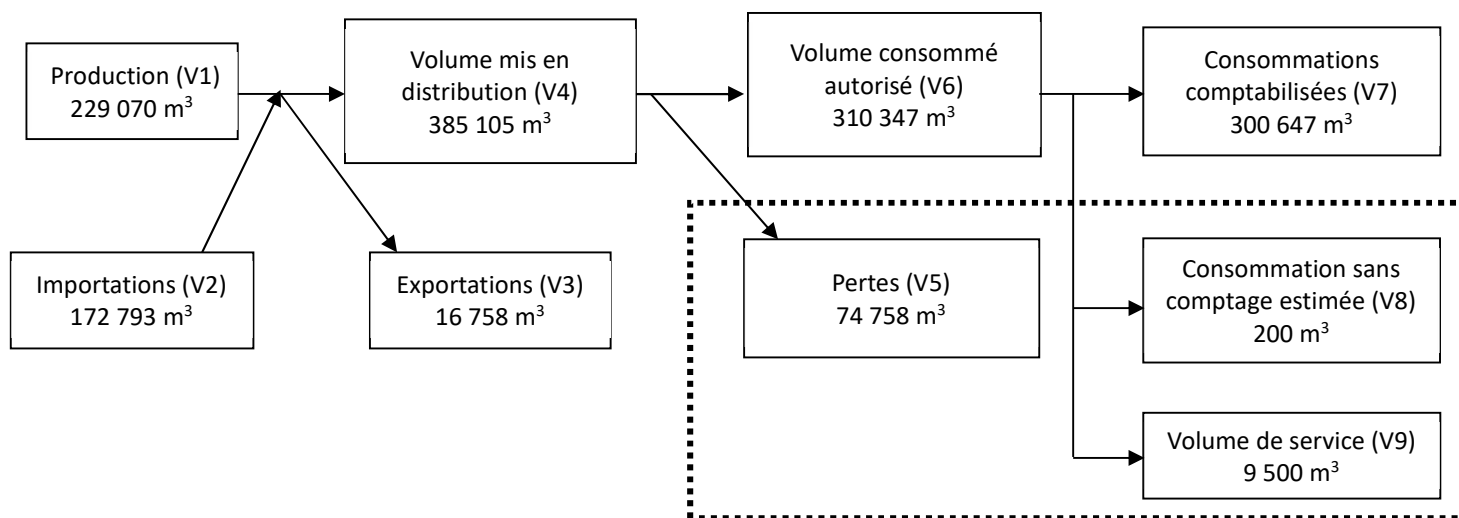 Production (V1)
229 070 m³
Volume mis en
distribution (V4)
385 105 m³
Volume consommé
autorisé (V6)
310 347 m³
Consommations
comptabilisées (V7)
300 647 m³
Importations (V2)
172 793 m³
Exportations (V3)
16 758 m³
Pertes (V5)
74 758 m³
Consommation sans
comptage estimée (V8)
200 m³
Volume de service (V9)
9 500 m³